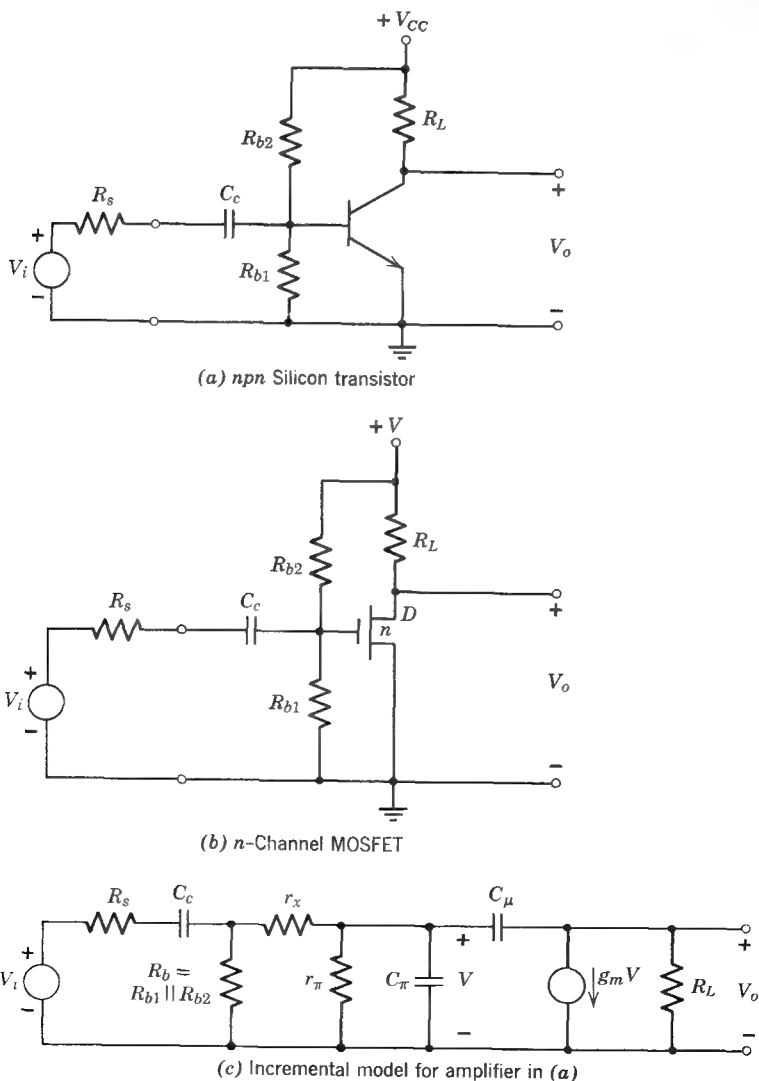 + V_CC
R_b2
R_L
R_s
C_c
+
V_i
−
R_b1
+
V_o
−
(a) npn Silicon transistor
+ V
R_b2
R_L
R_s
C_c
D
n
+
V_i
−
R_b1
+
V_o
−
(b) n-Channel MOSFET
R_s
C_c
r_x
C_μ
+
V_i
−
R_b =
R_b1 || R_b2
r_π
C_π
+
V
−
g_mV
R_L
+
V_o
−
(c) Incremental model for amplifier in (a)